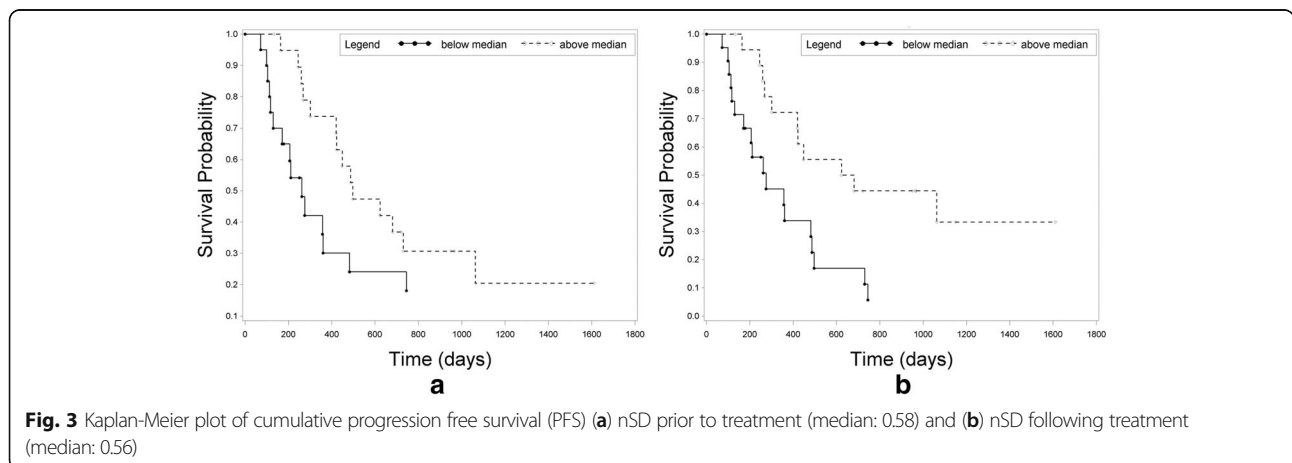 Legend below median above median
Survival Probability
1.0
0.9
0.8
0.7
0.6
0.5
0.4
0.3
0.2
0.1
0 200 400 600 800 1000 1200 1400 1600 1800
Time (days)
a
Legend below median above median
Survival Probability
1.0
0.9
0.8
0.7
0.6
0.5
0.4
0.3
0.2
0.1
0.0
0 200 400 600 800 1000 1200 1400 1600 1800
Time (days)
b
Fig. 3 Kaplan-Meier plot of cumulative progression free survival (PFS) (a) nSD prior to treatment (median: 0.58) and (b) nSD following treatment
(median: 0.56)